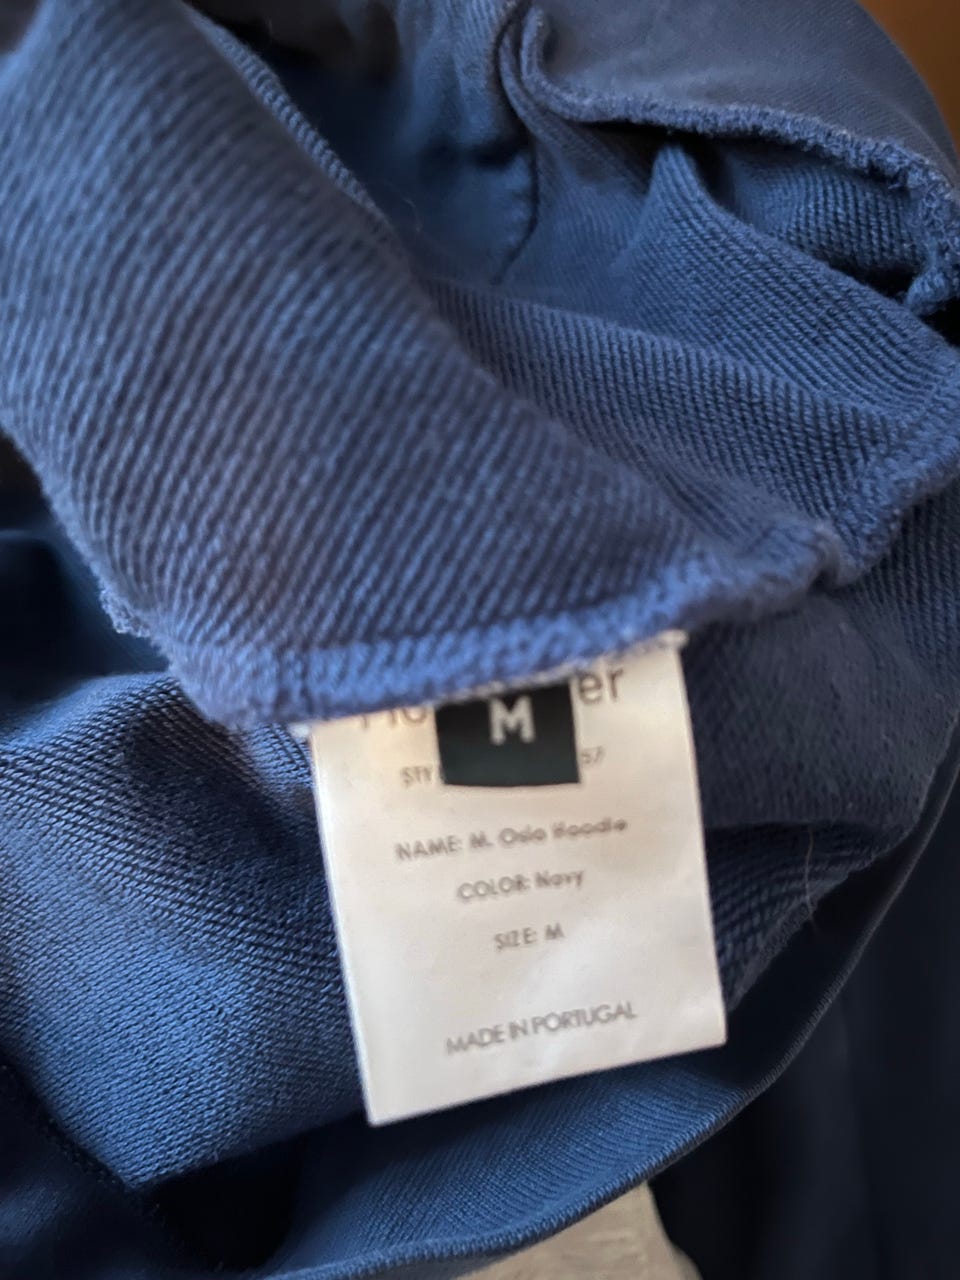 M
NAME: M. Oslo Hoodie
COLOR: Navy
SIZE: M
MADE IN PORTUGAL